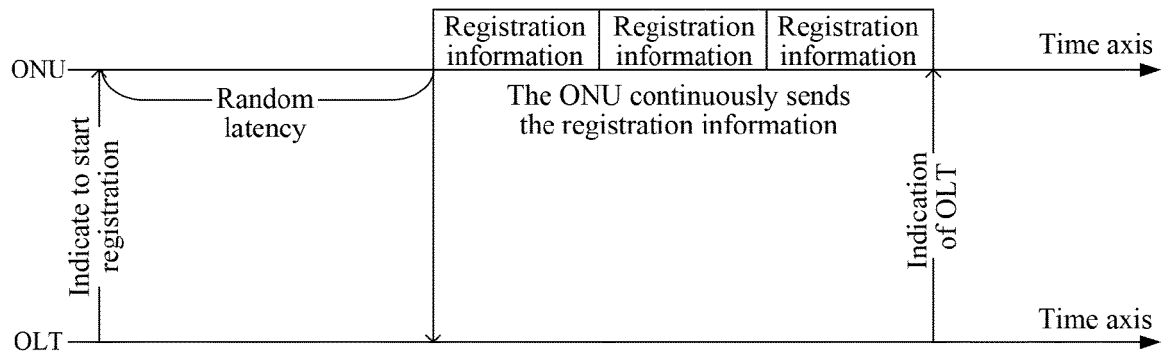 Registration
information
Registration
information
Registration
information
Time axis
ONU
Random
latency
The ONU continuously sends
the registration information
Indicate to start
registration
Indication
of OLT
Time axis
OLT